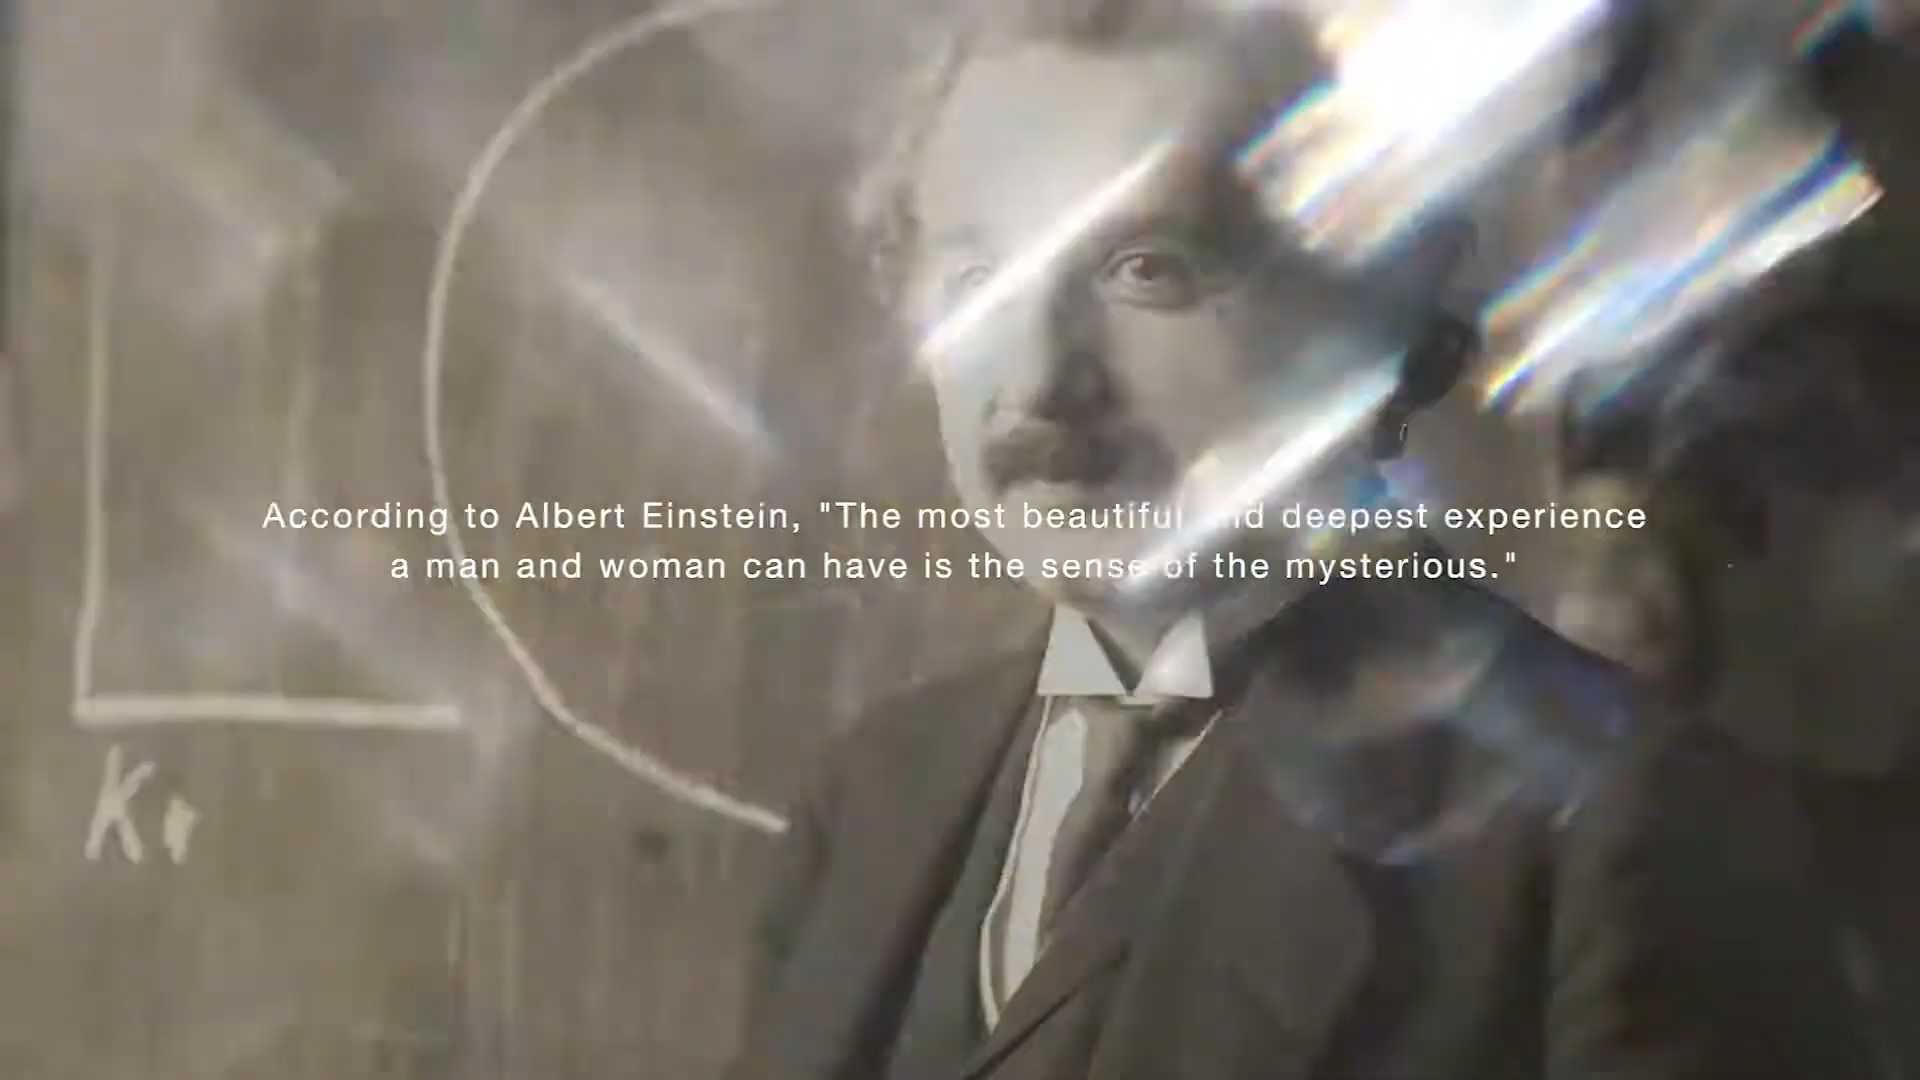 According to Albert Einstein, "The most beautiful and deepest experience
a man and woman can have is the sense of the mysterious."
K